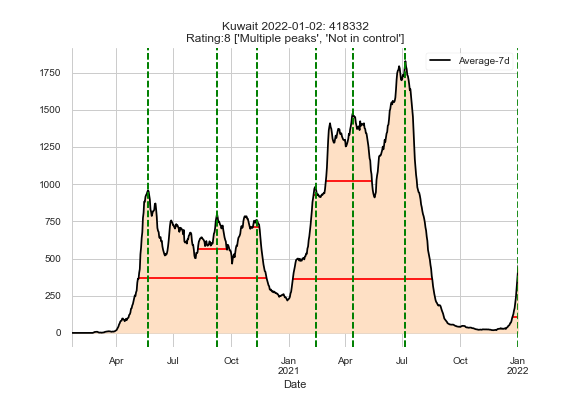 Kuwait 2022-01-02: 418332
Rating:8 ['Multiple peaks', 'Not in control']
Average-7d
1750
1500
1250
1000
750
500
250
0
Apr Jul Oct Jan Apr Jul Oct Jan
2021 2022
Date